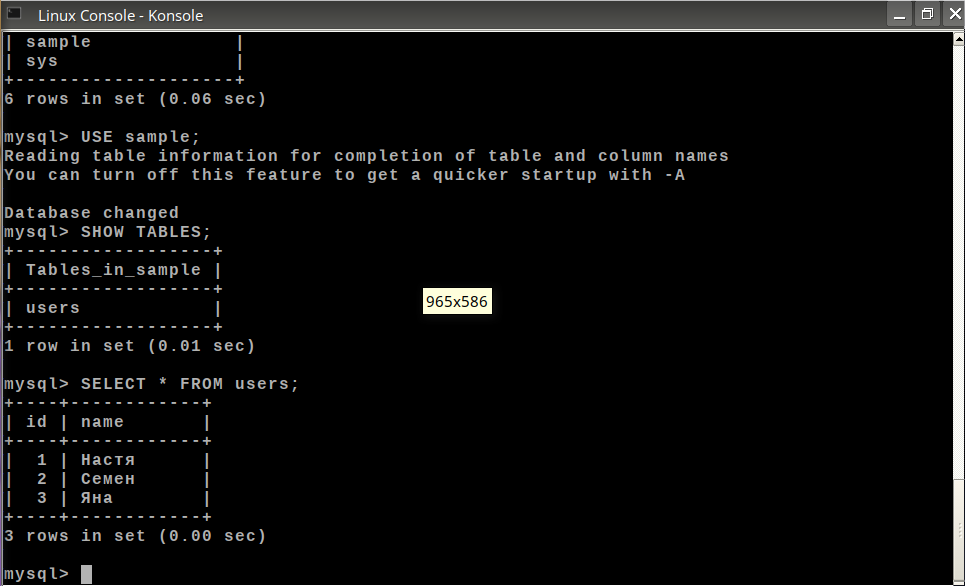 Linux Console - Konsole
| sample             |
| sys                |
+--------------------+
6 rows in set (0.06 sec)
mysql> USE sample;
Reading table information for completion of table and column names
You can turn off this feature to get a quicker startup with -A
Database changed
mysql> SHOW TABLES;
+------------------+
| Tables_in_sample |
+------------------+
| users            |
+------------------+
965x586
1 row in set (0.01 sec)
mysql> SELECT * FROM users;
+----+------------+
| id | name       |
+----+------------+
|  1 | Настя      |
|  2 | Семен      |
|  3 | Яна        |
+----+------------+
3 rows in set (0.00 sec)
mysql>